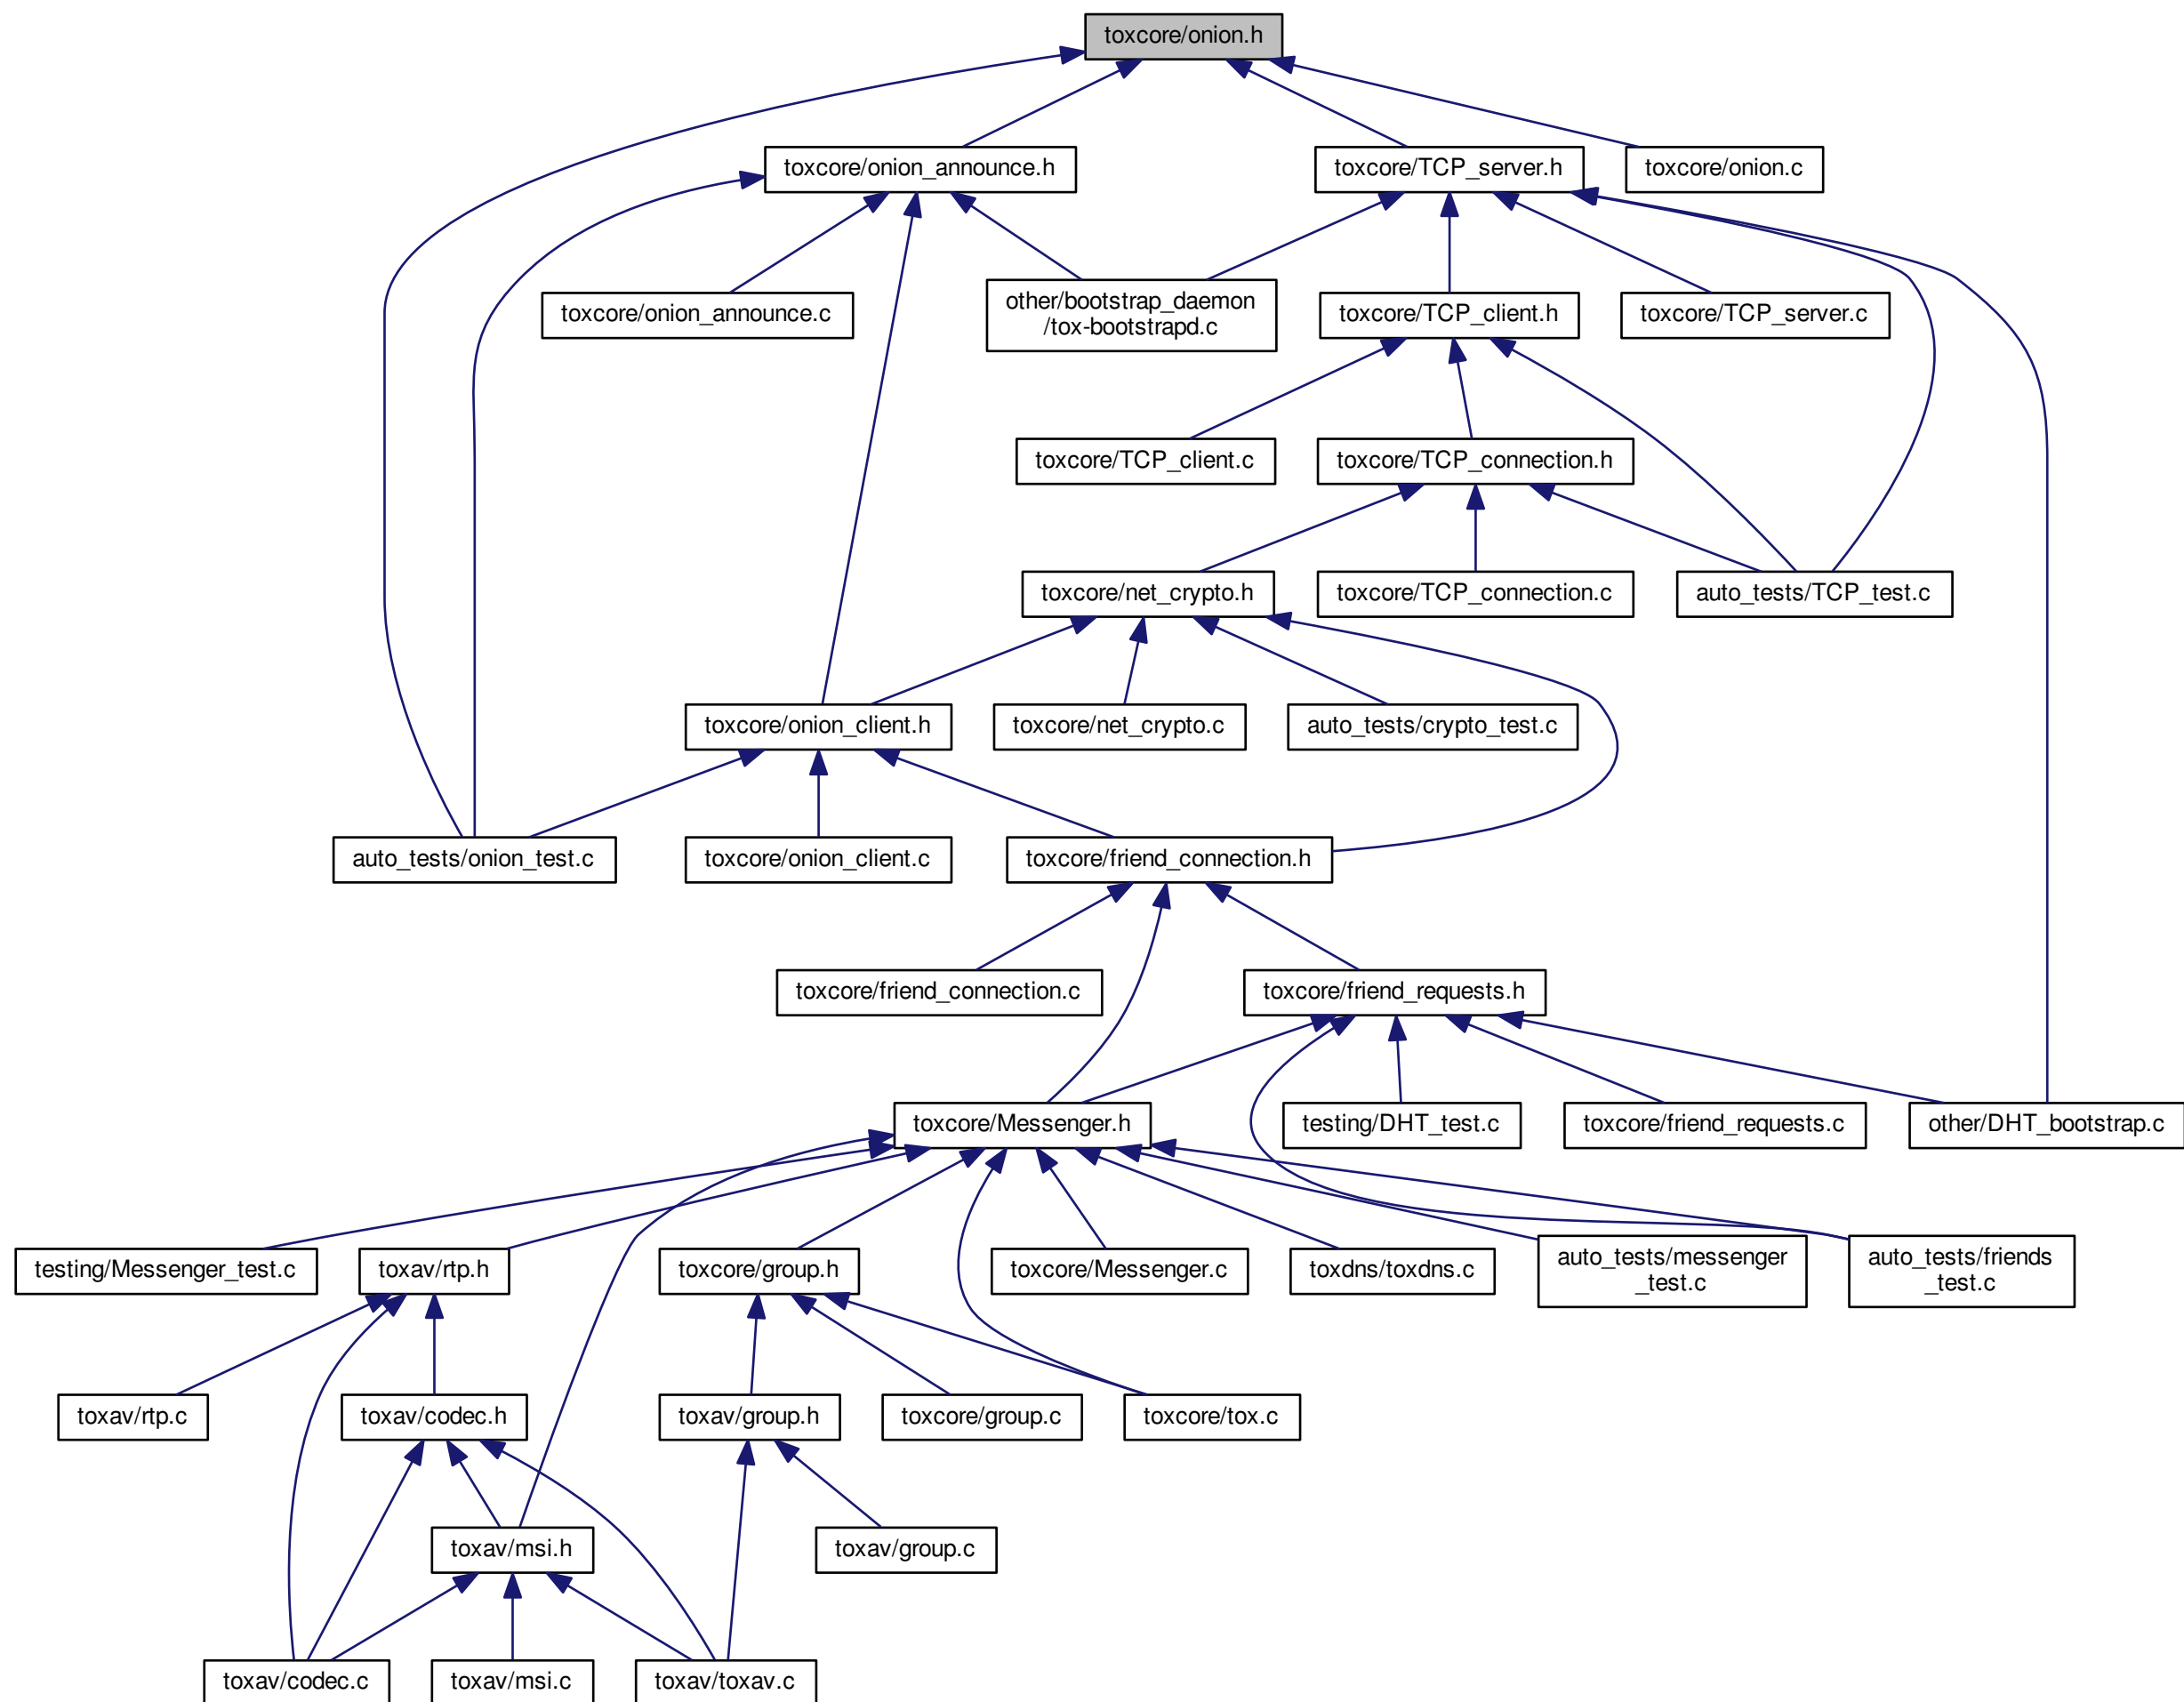 toxcore/onion.h
toxcore/onion_announce.h
toxcore/TCP_server.h
toxcore/onion.c
toxcore/onion_announce.c
other/bootstrap_daemon
/tox-bootstrapd.c
toxcore/TCP_client.h
toxcore/TCP_server.c
toxcore/TCP_client.c
toxcore/TCP_connection.h
toxcore/net_crypto.h
toxcore/TCP_connection.c
auto_tests/TCP_test.c
toxcore/onion_client.h
toxcore/net_crypto.c
auto_tests/crypto_test.c
auto_tests/onion_test.c
toxcore/onion_client.c
toxcore/friend_connection.h
toxcore/friend_connection.c
toxcore/friend_requests.h
toxcore/Messenger.h
testing/DHT_test.c
toxcore/friend_requests.c
other/DHT_bootstrap.c
testing/Messenger_test.c
toxav/rtp.h
toxcore/group.h
toxcore/Messenger.c
toxdns/toxdns.c
auto_tests/messenger
_test.c
auto_tests/friends
_test.c
toxav/rtp.c
toxav/codec.h
toxav/group.h
toxcore/group.c
toxcore/tox.c
toxav/msi.h
toxav/group.c
toxav/codec.c
toxav/msi.c
toxav/toxav.c